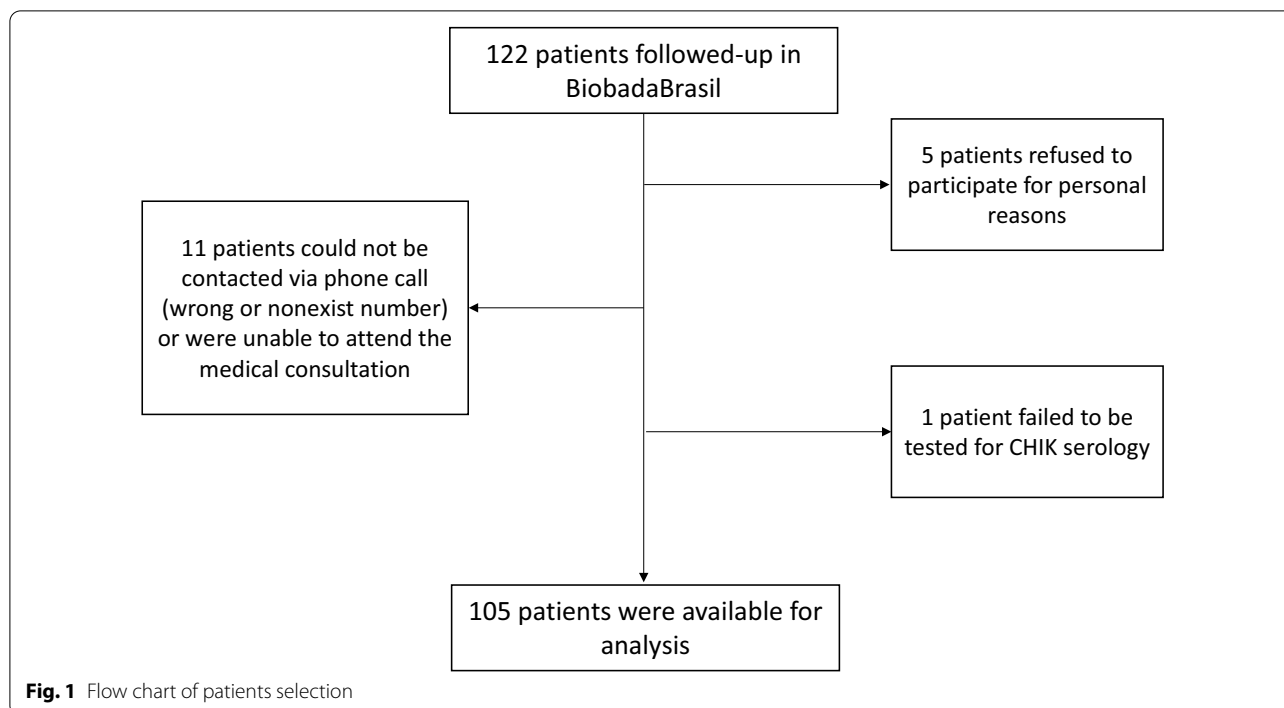 122 patients followed-up in
BiobadaBrasil
5 patients refused to
participate for personal
reasons
11 patients could not be
contacted via phone call
(wrong or nonexist number)
or were unable to attend the
medical consultation
1 patient failed to be
tested for CHIK serology
105 patients were available for
analysis
Fig. 1 Flow chart of patients selection